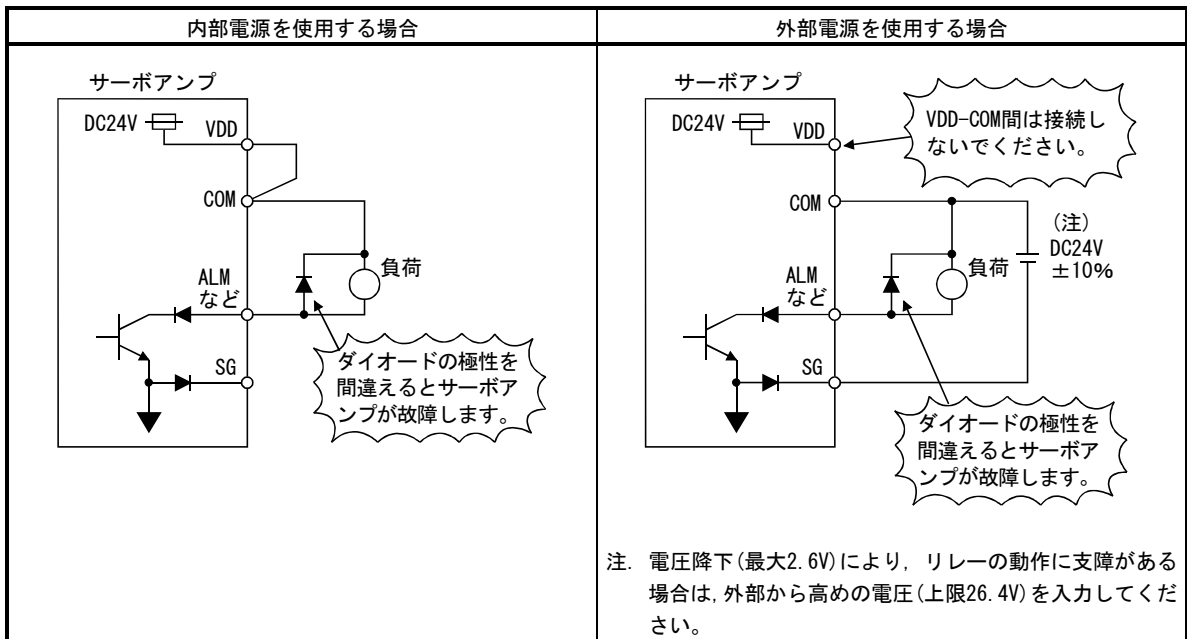 内部電源を使用する場合
サーボアンプ
DC24V
VDD
COM
ALM
など
負荷
SG
ダイオードの極性を
間違えるとサーボア
ンプが故障します。
外部電源を使用する場合
サーボアンプ
DC24V
VDD
VDD-COM間は接続し
ないでください。
COM
(注)
DC24V
±10%
ALM
など
負荷
SG
ダイオードの極性を
間違えるとサーボア
ンプが故障します。
注. 電圧降下(最大2.6V)により, リレーの動作に支障がある
場合は, 外部から高めの電圧(上限26.4V)を入力してくだ
さい。